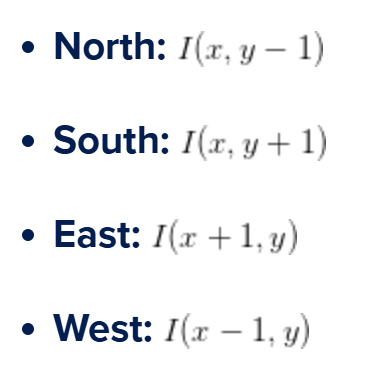 • North: I(x, y − 1)
• South: I(x, y + 1)
• East: I(x + 1, y)
• West: I(x − 1, y)